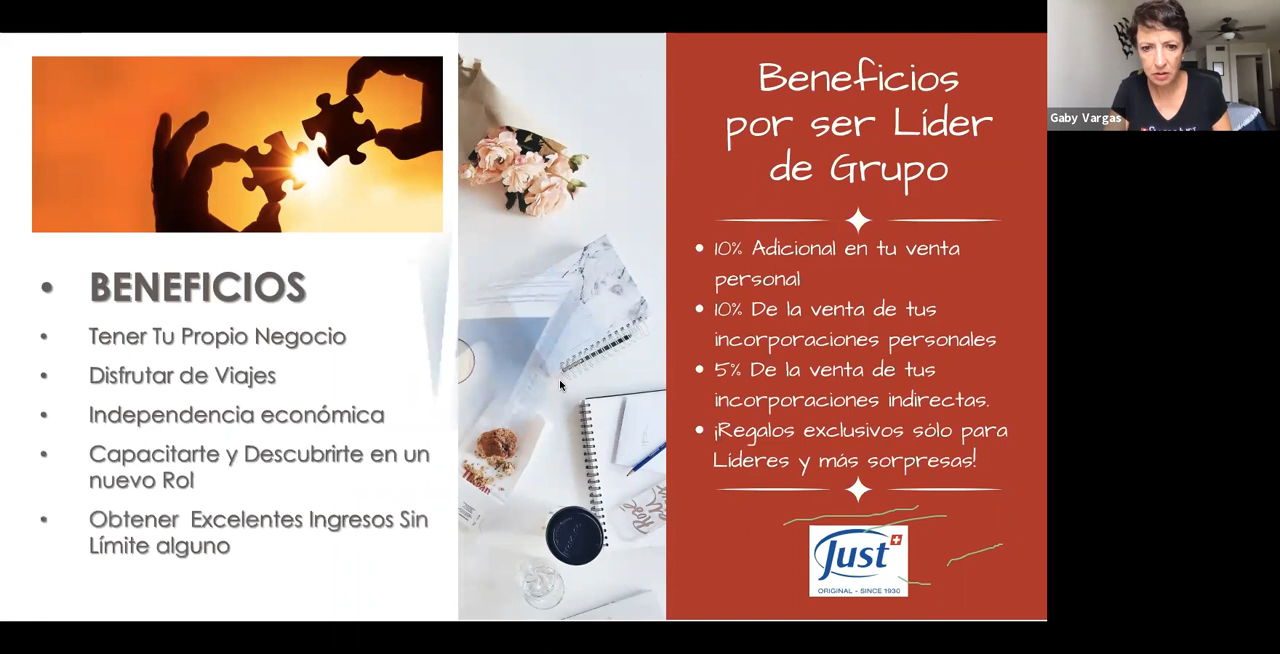 BENEFICIOS
Tener Tu Propio Negocio
Disfrutar de Viajes
Independencia económica
Capacitarte y Descubrirte en un
nuevo Rol
Obtener Excelentes Ingresos Sin
Límite alguno
Beneficios
por ser Líder
de Grupo
10% Adicional en tu venta
personal
10% De la venta de tus
incorporaciones personales
5% De la venta de tus
incorporaciones indirectas.
¡Regalos exclusivos sólo para
Líderes y más sorpresas!
Just
ORIGINAL - SINCE 1930
Gaby Vargas